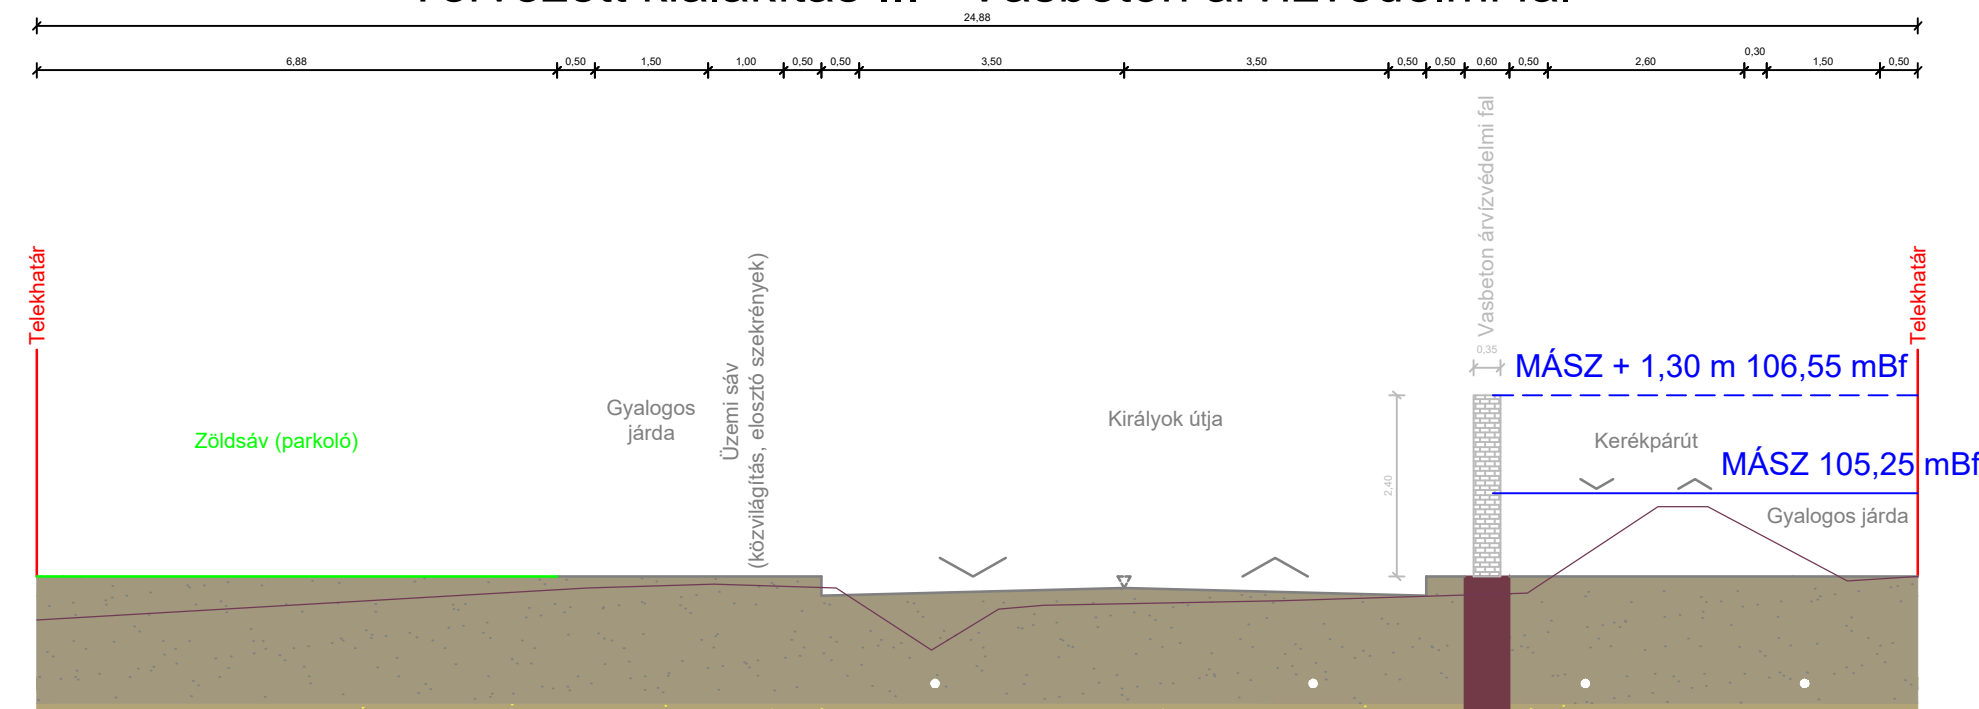 24,88
6,88
0,50
1,50
1,00
0,50
0,50
3,50
3,50
0,50
0,50
0,60
0,50
2,60
0,30
1,50
0,50
Telekhatár
Zöldsáv (parkoló)
Gyalogos
járda
Üzemi sáv
(közvilágítás, elosztó szekrények)
Királyok útja
2,40
Vasbeton árvízvédelmi fal
0,35
MÁSZ + 1,30 m 106,55 mBf
Kerékpárút
MÁSZ 105,25 mBf
Gyalogos járda
Telekhatár